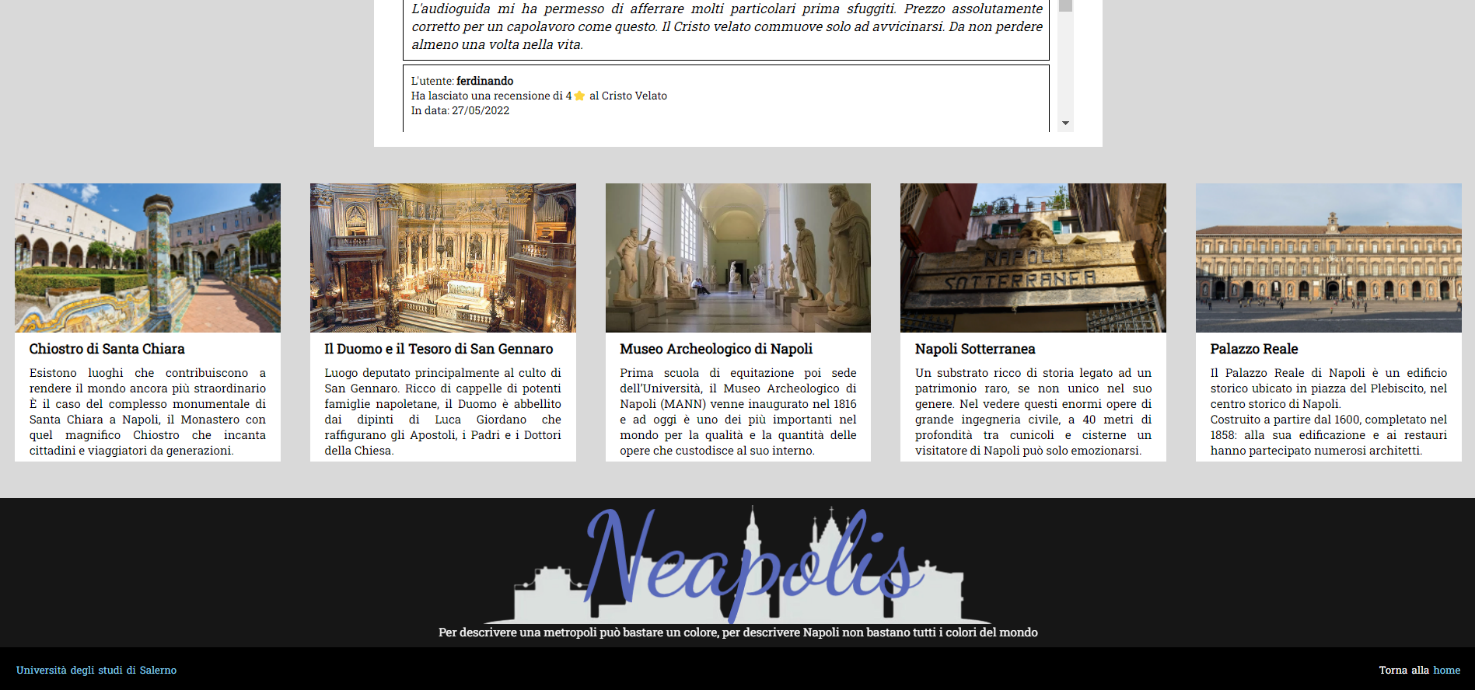 L'audioguida mi ha permesso di afferrare molti particolari prima sfuggiti. Prezzo assolutamente
corretto per un capolavoro come questo. Il Cristo velato commuove solo ad avvicinarsi. Da non perdere
almeno una volta nella vita.
L'utente: ferdinando
Ha lasciato una recensione di 4⭐ al Cristo Velato
In data: 27/05/2022
NAPOLI
SOTTERRANEA
Chiostro di Santa Chiara
Esistono luoghi che contribuiscono a
rendere il mondo ancora più straordinario
È il caso del complesso monumentale di
Santa Chiara a Napoli, il Monastero con
quel magnifico Chiostro che incanta
cittadini e viaggiatori da generazioni.
Il Duomo e il Tesoro di San Gennaro
Luogo deputato principalmente al culto di
San Gennaro. Ricco di cappelle di potenti
famiglie napoletane, il Duomo è abbellito
dai dipinti di Luca Giordano che
raffigurano gli Apostoli, i Padri e i Dottori
della Chiesa.
Museo Archeologico di Napoli
Prima scuola di equitazione poi sede
dell'Università, il Museo Archeologico di
Napoli (MANN) venne inaugurato nel 1816
e ad oggi è uno dei più importanti nel
mondo per la qualità e la quantità delle
opere che custodisce al suo interno.
Napoli Sotterranea
Un substrato ricco di storia legato ad un
patrimonio raro, se non unico nel suo
genere. Nel vedere questi enormi opere di
grande ingegneria civile, a 40 metri di
profondità tra cunicoli e cisterne un
visitatore di Napoli può solo emozionarsi.
Palazzo Reale
Il Palazzo Reale di Napoli è un edificio
storico ubicato in piazza del Plebiscito, nel
centro storico di Napoli.
Costruito a partire dal 1600, completato nel
1858: alla sua edificazione e ai restauri
hanno partecipato numerosi architetti.
Neapolis
Per descrivere una metropoli può bastare un colore, per descrivere Napoli non bastano tutti i colori del mondo
Università degli studi di Salerno
Torna alla home